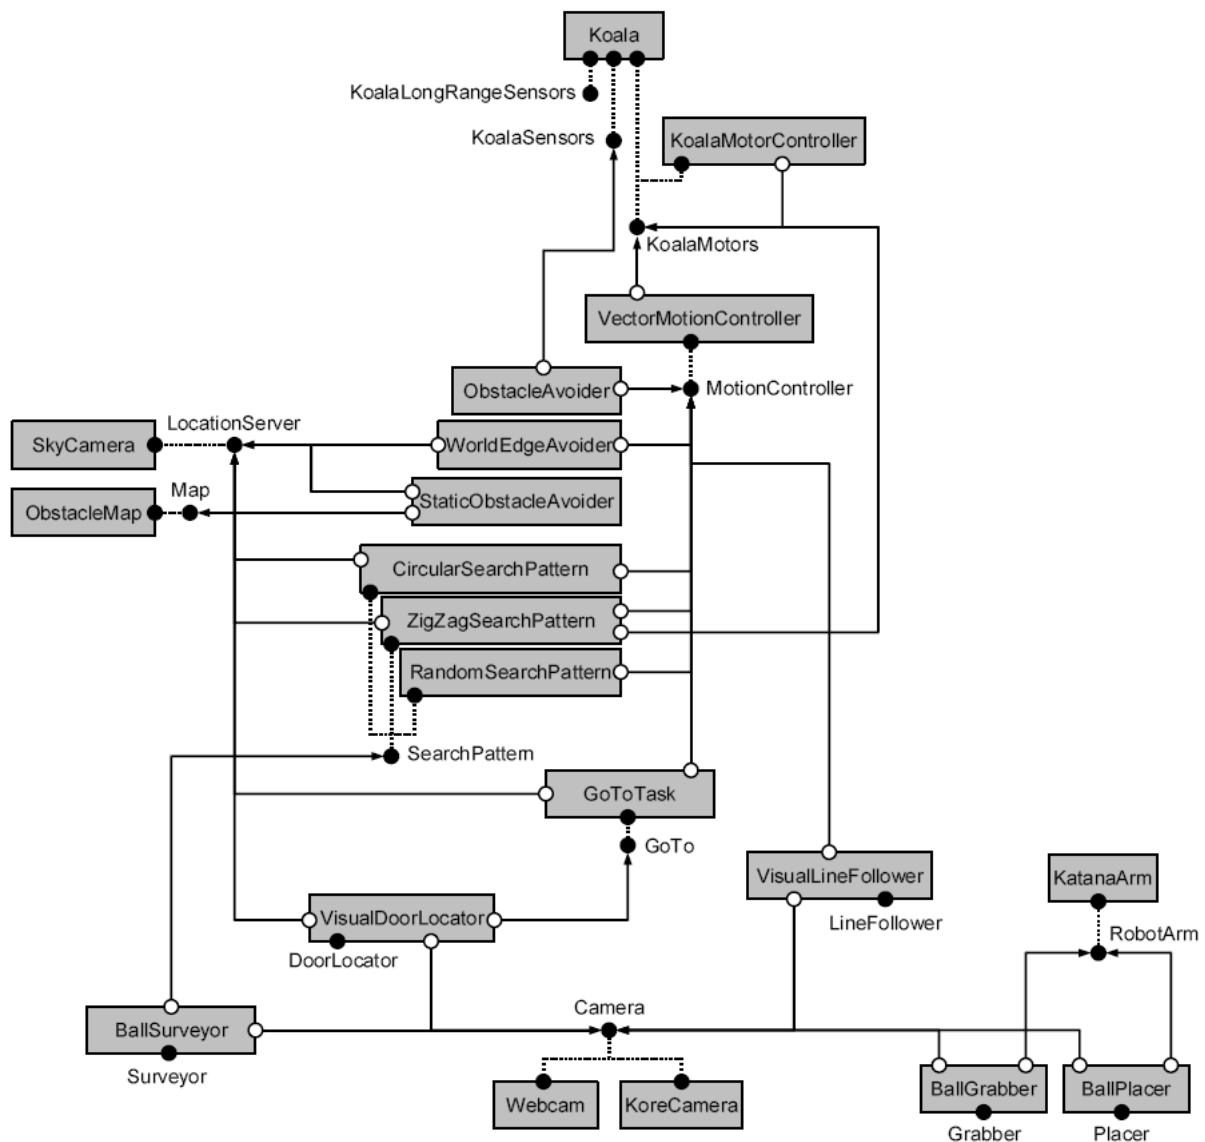 Koala
KoalaLongRangeSensors
KoalaSensors
KoalaMotorController
KoalaMotors
VectorMotionController
ObstacleAvoider
MotionController
LocationServer
SkyCamera
WorldEdgeAvoider
Map
ObstacleMap
StaticObstacleAvoider
CircularSearchPattern
ZigZagSearchPattern
RandomSearchPattern
SearchPattern
GoToTask
GoTo
VisualLineFollower
KatanaArm
VisualDoorLocator
LineFollower
RobotArm
DoorLocator
Camera
BallSurveyor
Surveyor
Webcam
KoreCamera
BallGrabber
BallPlacer
Grabber
Placer